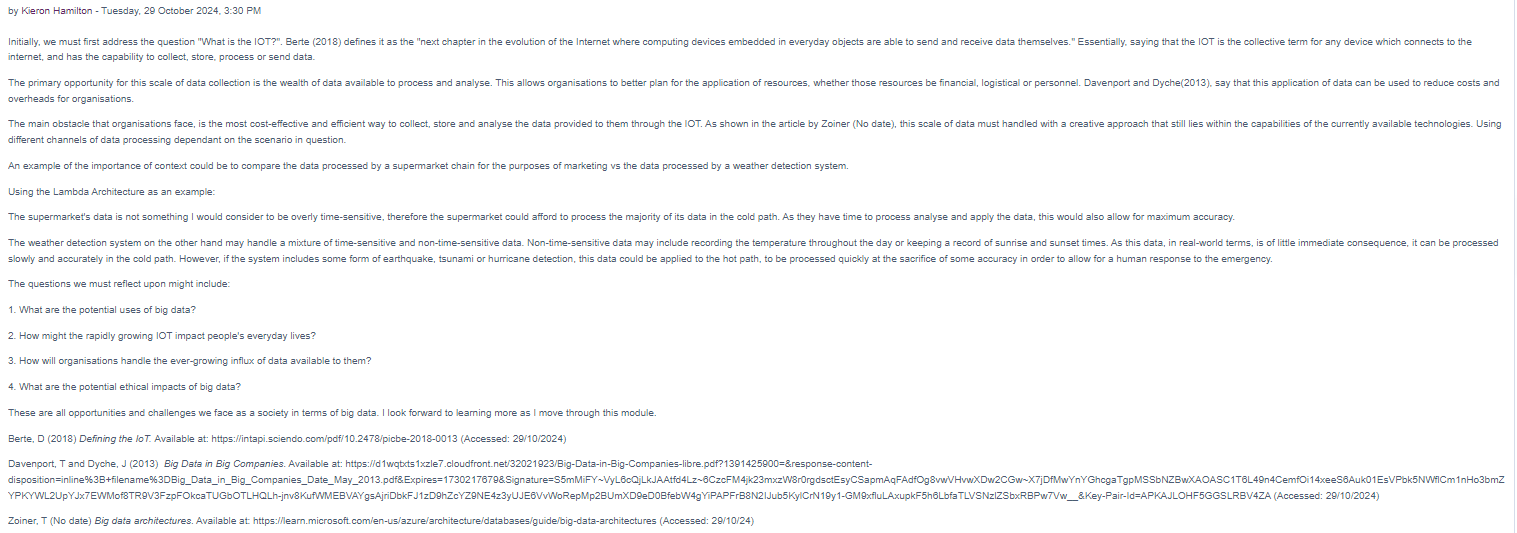 by Kieron Hamilton - Tuesday, 29 October 2024, 3:30 PM
Initially, we must first address the question "What is the IOT?". Berte (2018) defines it as the "next chapter in the evolution of the Internet where computing devices embedded in everyday objects are able to send and receive data themselves." Essentially, saying that the IOT is the collective term for any device which connects to the
internet, and has the capability to collect, store, process or send data.
The primary opportunity for this scale of data collection is the wealth of data available to process and analyse. This allows organisations to better plan for the application of resources, whether those resources be financial, logistical or personnel. Davenport and Dyche(2013), say that this application of data can be used to reduce costs and
overheads for organisations.
The main obstacle that organisations face, is the most cost-effective and efficient way to collect, store and analyse the data provided to them through the IOT. As shown in the article by Zoiner (No date), this scale of data must handled with a creative approach that still lies within the capabilities of the currently available technologies. Using
different channels of data processing dependant on the scenario in question.
An example of the importance of context could be to compare the data processed by a supermarket chain for the purposes of marketing vs the data processed by a weather detection system.
Using the Lambda Architecture as an example:
The supermarket's data is not something I would consider to be overly time-sensitive, therefore the supermarket could afford to process the majority of its data in the cold path. As they have time to process analyse and apply the data, this would also allow for maximum accuracy.
The weather detection system on the other hand may handle a mixture of time-sensitive and non-time-sensitive data. Non-time-sensitive data may include recording the temperature throughout the day or keeping a record of sunrise and sunset times. As this data, in real-world terms, is of little immediate consequence, it can be processed
slowly and accurately in the cold path. However, if the system includes some form of earthquake, tsunami or hurricane detection, this data could be applied to the hot path, to be processed quickly at the sacrifice of some accuracy in order to allow for a human response to the emergency.
The questions we must reflect upon might include:
1. What are the potential uses of big data?
2. How might the rapidly growing IOT impact people's everyday lives?
3. How will organisations handle the ever-growing influx of data available to them?
4. What are the potential ethical impacts of big data?
These are all opportunities and challenges we face as a society in terms of big data. I look forward to learning more as I move through this module.
Berte, D (2018) Defining the IoT. Available at: https://intapi.sciendo.com/pdf/10.2478/picbe-2018-0013 (Accessed: 29/10/2024)
Davenport, T and Dyche, J (2013) Big Data in Big Companies. Available at: https://d1wqtxts1xzle7.cloudfront.net/32021923/Big-Data-in-Big-Companies-libre.pdf?1391425900=&response-content-
disposition=inline%3B+filename%3DBig_Data_in_Big_Companies_Date_May_2013.pdf&Expires=1730217679&Signature=
(Accessed: 29/10/2024)
Zoiner, T (No date) Big data architectures. Available at: https://learn.microsoft.com/en-us/azure/architecture/databases/guide/big-data-architectures (Accessed: 29/10/24)